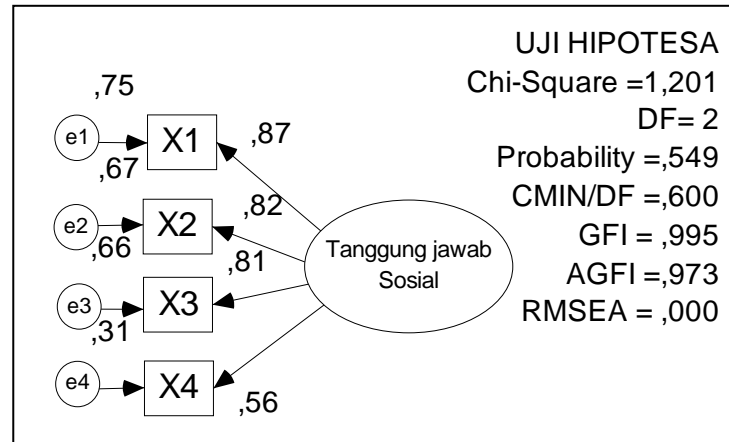 UJI HIPOTESA
Chi-Square =1,201
DF= 2
Probability =,549
CMIN/DF =,600
GFI = ,995
AGFI =,973
RMSEA = ,000
,75
e1
X1
,87
,67
e2
X2
,82
,66
e3
X3
,81
,31
e4
X4
,56
Tanggung jawab
Sosial